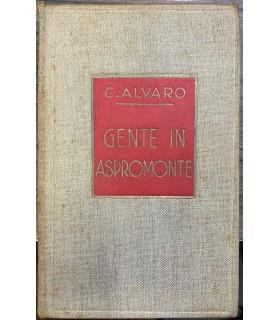 C. ALVARO
GENTE IN
ASPROMONTE